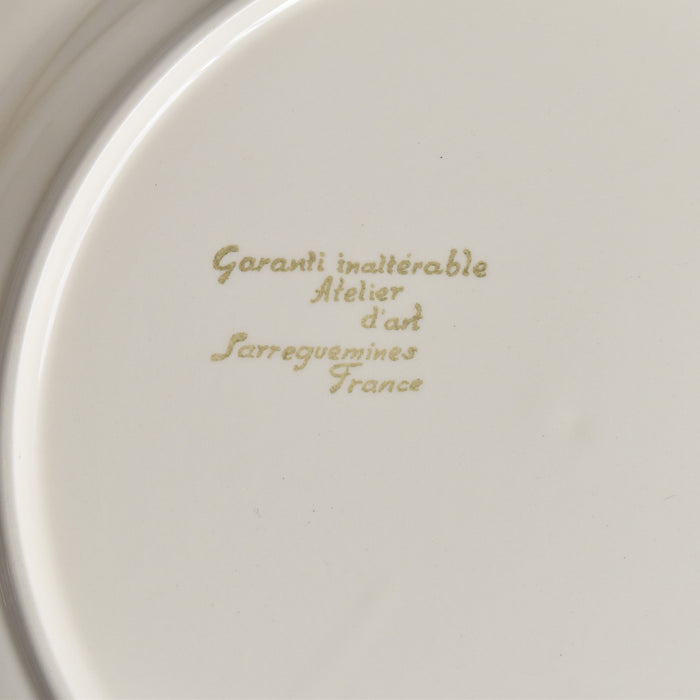 Garanti inaltérable
Atelier
d'art
Sarreguemines
France